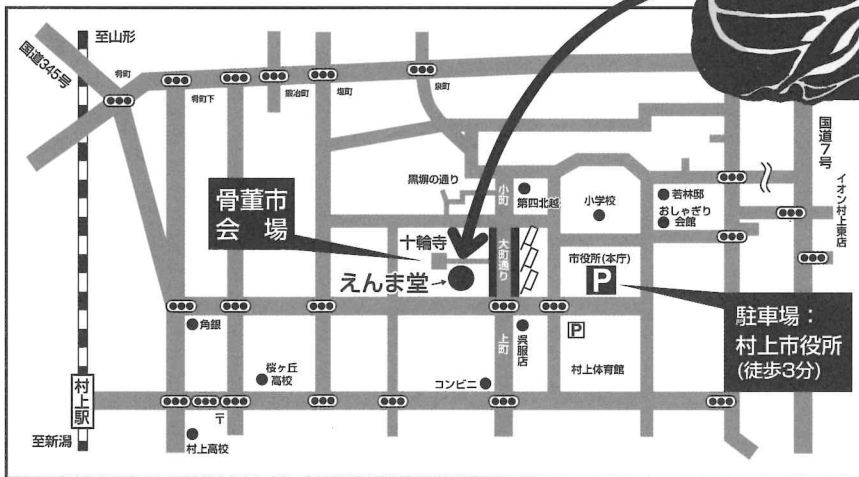 至山形
国道345号
肴町
肴町下
鍛冶町
塩町
泉町
国道7号
イオン村上東店
黒塀の通り
小町
第四北越
小学校
若林邸
おしゃぎり
会館
骨董市
会 場
十輪寺
えんま堂
大町通り
市役所(本庁)
P
駐車場：
村上市役所
(徒歩3分)
角銀
上町
呉服店
P
村上体育館
桜ヶ丘
高校
コンビニ
村上駅
〒
至新潟
村上高校